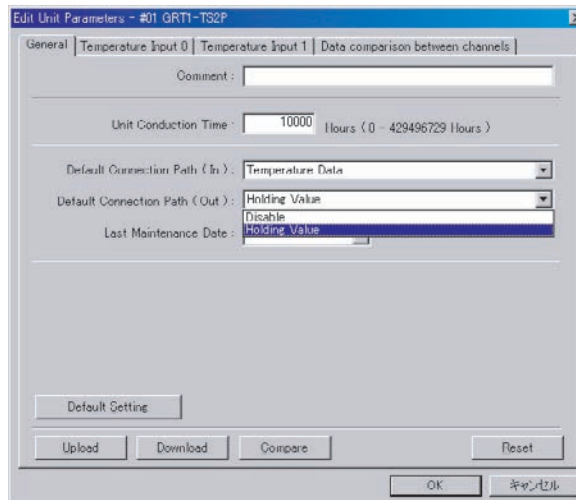 Edit Unit Parameters - #01 GRT1-TS2P
General Temperature Input 0 Temperature Input 1 Data comparison between channels
Comment :
Unit Conduction Time : 10000 Hours ( 0 - 429496729 Hours )
Default Connection Path ( In ) : Temperature Data
Default Connection Path ( Out ) : Holding Value
Disable
Last Maintenance Date : Holding Value
Default Setting
Upload Download Compare Reset
OK キャンセル